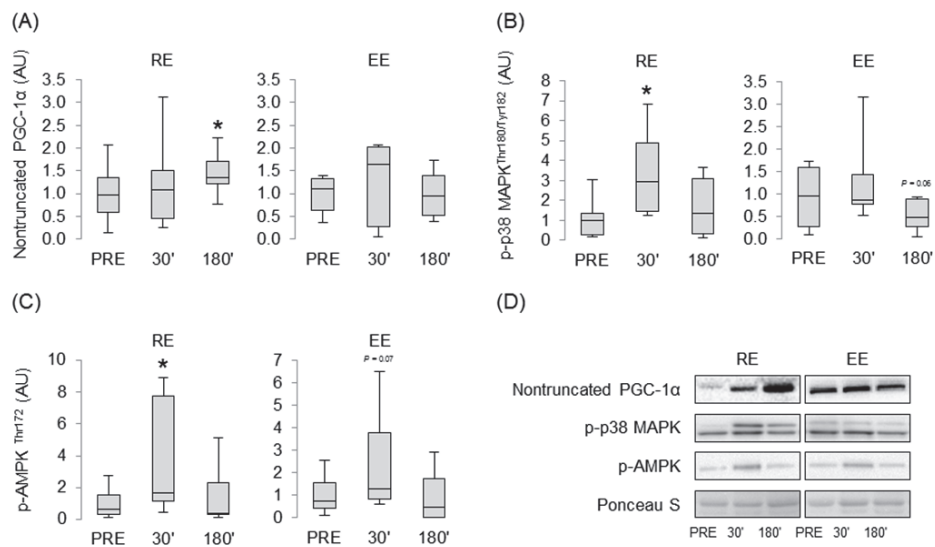 (A)
RE
EE
Nontruncated PGC-1α (AU)
3.5
3.0
2.5
2.0
1.5
1.0
0.5
0.0
*
PRE 30' 180'
3.5
3.0
2.5
2.0
1.5
1.0
0.5
0.0
PRE 30' 180'
(B)
RE
EE
p-p38 MAPK Thr180/Tyr182 (AU)
8
7
6
5
4
3
2
1
0
*
PRE 30' 180'
3.5
3.0
2.5
2.0
1.5
1.0
0.5
0.0
P = 0.06
PRE 30' 180'
(C)
RE
EE
p-AMPK Thr172 (AU)
10
8
6
4
2
0
*
PRE 30' 180'
7
6
5
4
3
2
1
0
P = 0.07
PRE 30' 180'
(D)
RE EE
Nontruncated PGC-1α
p-p38 MAPK
p-AMPK
Ponceau S
PRE 30' 180' PRE 30' 180'